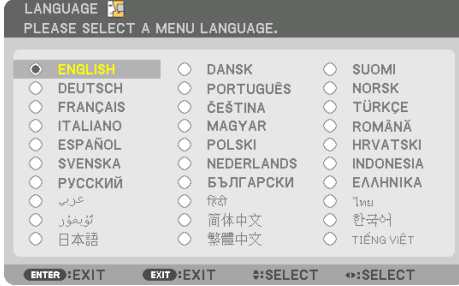 LANGUAGE
PLEASE SELECT A MENU LANGUAGE.
ENGLISH DANSK SUOMI
DEUTSCH PORTUGUÊS NORSK
FRANÇAIS ČEŠTINA TÜRKÇE
ITALIANO MAGYAR ROMÂNĂ
ESPAÑOL POLSKI HRVATSKI
SVENSKA NEDERLANDS INDONESIA
РУССКИЙ БЪЛГАРСКИ ΕΛΛΗΝΙΚΑ
عربي हिंदी ไทย
ئۇيغۇر 简体中文 한국어
日本語 繁體中文 TIẾNG VIỆT
ENTER:EXIT EXIT:EXIT ⬍:SELECT ⬌:SELECT